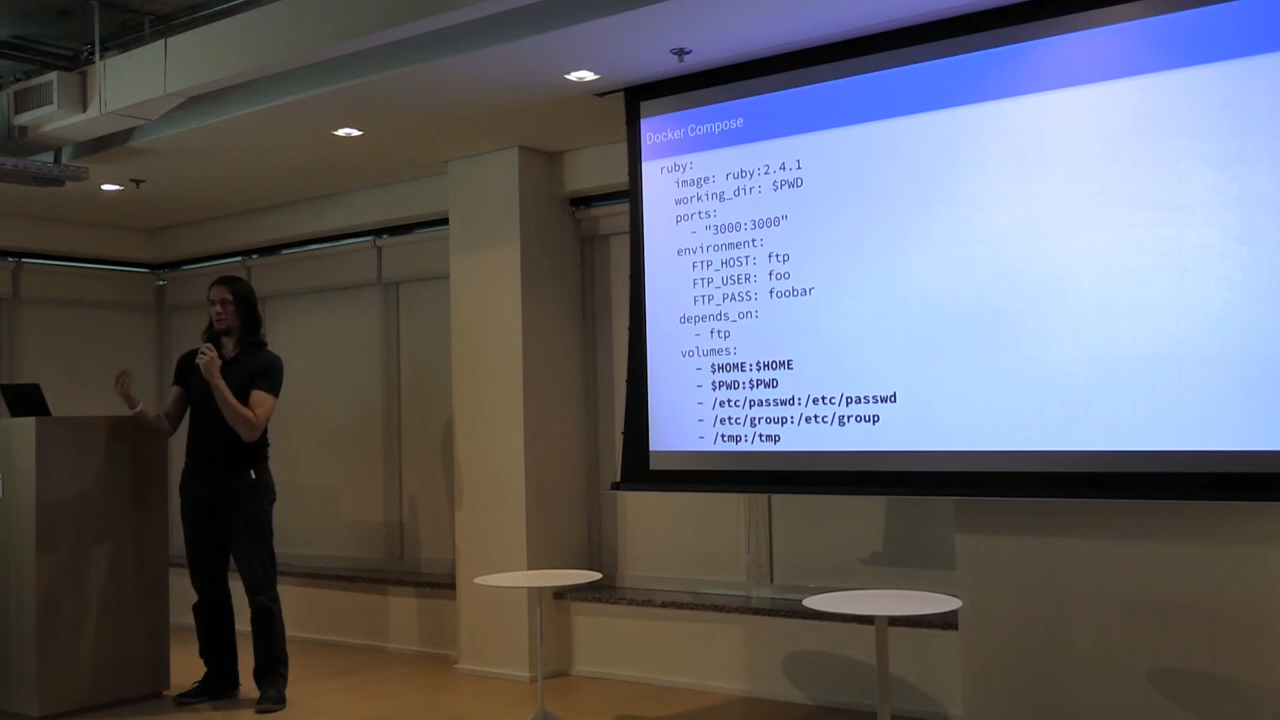 Docker Compose
ruby:
image: ruby:2.4.1
working_dir: $PWD
ports:
- "3000:3000"
environment:
FTP_HOST: ftp
FTP_USER: foo
FTP_PASS: foobar
depends_on:
- ftp
volumes:
- $HOME:$HOME
- $PWD:$PWD
- /etc/passwd:/etc/passwd
- /etc/group:/etc/group
- /tmp:/tmp